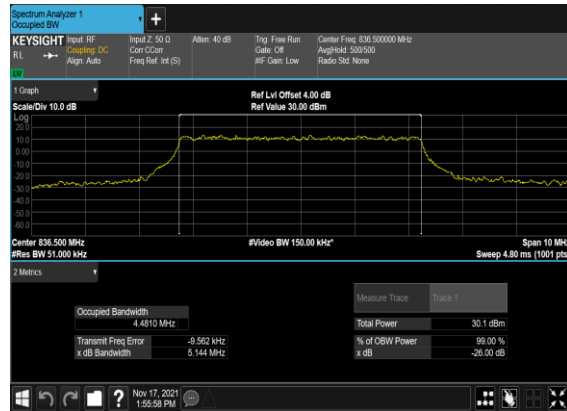 Spectrum Analyzer 1
Occupied BW
KEYSIGHT Input: RF Input Z: 50 Ω Atten: 40 dB Trig: Free Run Center Freq: 836.500000 MHz
RL Coupling: DC Corr CCorr Gate: Off Avg|Hold: 500/500
Align: Auto Freq Ref: Int (S) #IF Gain: Low Radio Std: None
1 Graph
Ref Lvl Offset 4.00 dB
Scale/Div 10.0 dB Ref Value 30.00 dBm
Log
20.0
10.0
0.00
-10.0
-20.0
-30.0
-40.0
-50.0
-60.0
Center 836.500 MHz #Video BW 150.00 kHz* Span 10 MHz
#Res BW 51.000 kHz Sweep 4.80 ms (1001 pts
2 Metrics
Measure Trace Trace 1
Occupied Bandwidth
4.4810 MHz Total Power 30.1 dBm
Transmit Freq Error -9.562 kHz % of OBW Power 99.00 %
x dB Bandwidth 5.144 MHz x dB -26.00 dB
? Nov 17, 2021
1:55:58 PM